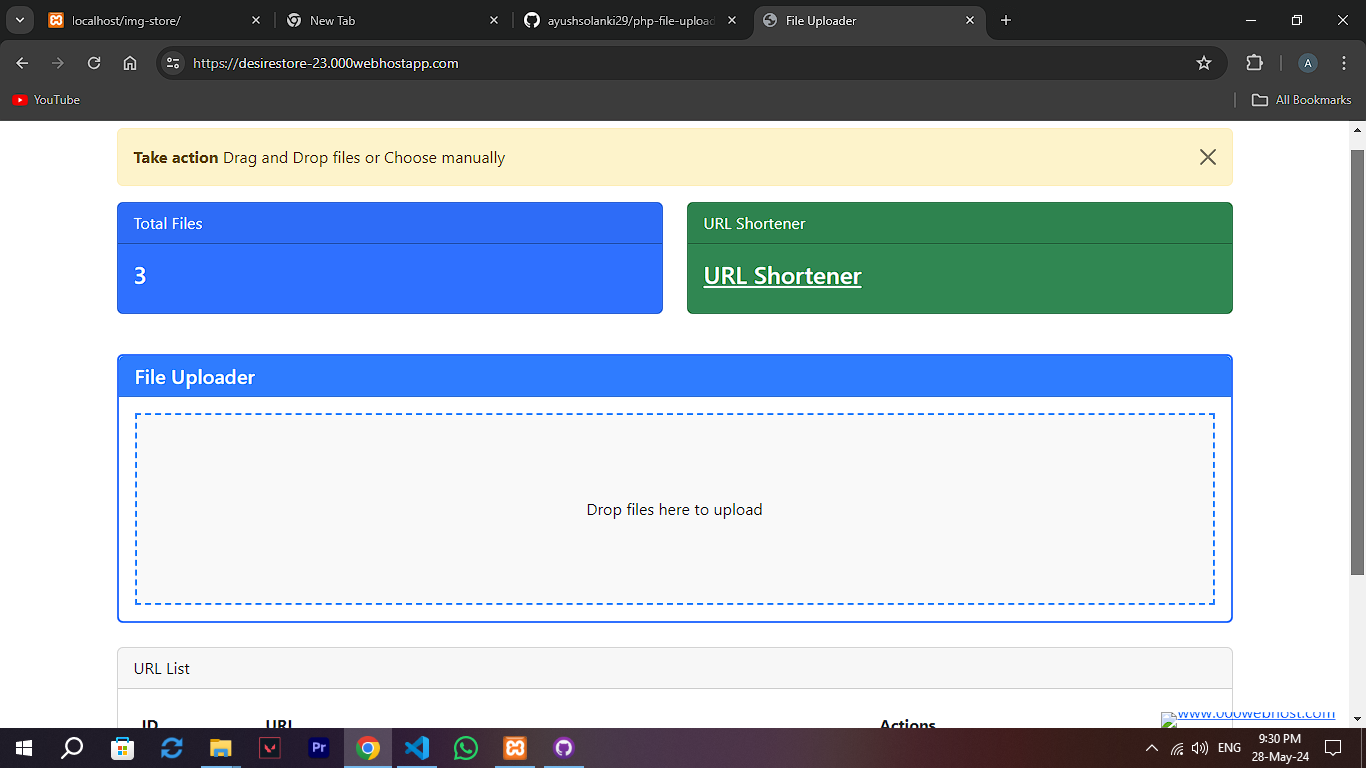 localhost/img-store/
New Tab
ayushsolanki29/php-file-upload
File Uploader
https://desirestore-23.000webhostapp.com
A
YouTube
All Bookmarks
Take action Drag and Drop files or Choose manually
Total Files
3
URL Shortener
URL Shortener
File Uploader
Drop files here to upload
URL List
ID URL Actions
www.000webhost.com
Pr
ENG
9:30 PM
28-May-24